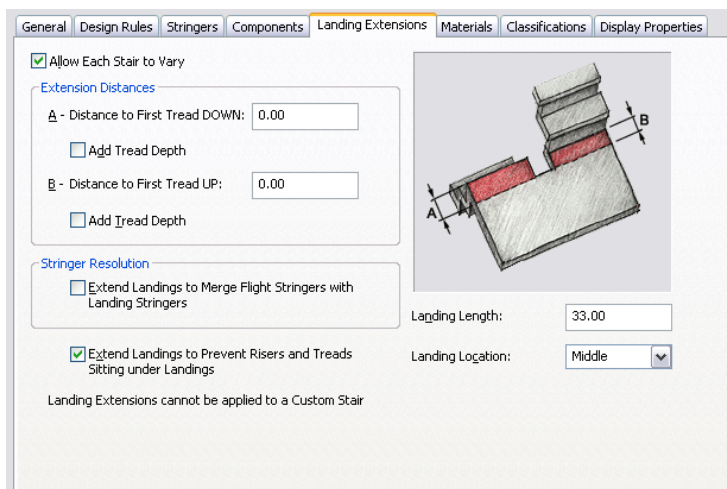 General Design Rules Stringers Components Landing Extensions Materials Classifications Display Properties
Allow Each Stair to Vary
Extension Distances
A - Distance to First Tread DOWN: 0.00
Add Tread Depth
B - Distance to First Tread UP: 0.00
Add Tread Depth
Stringer Resolution
Extend Landings to Merge Flight Stringers with
Landing Stringers
Extend Landings to Prevent Risers and Treads
Sitting under Landings
Landing Extensions cannot be applied to a Custom Stair
B
A
Landing Length: 33.00
Landing Location: Middle